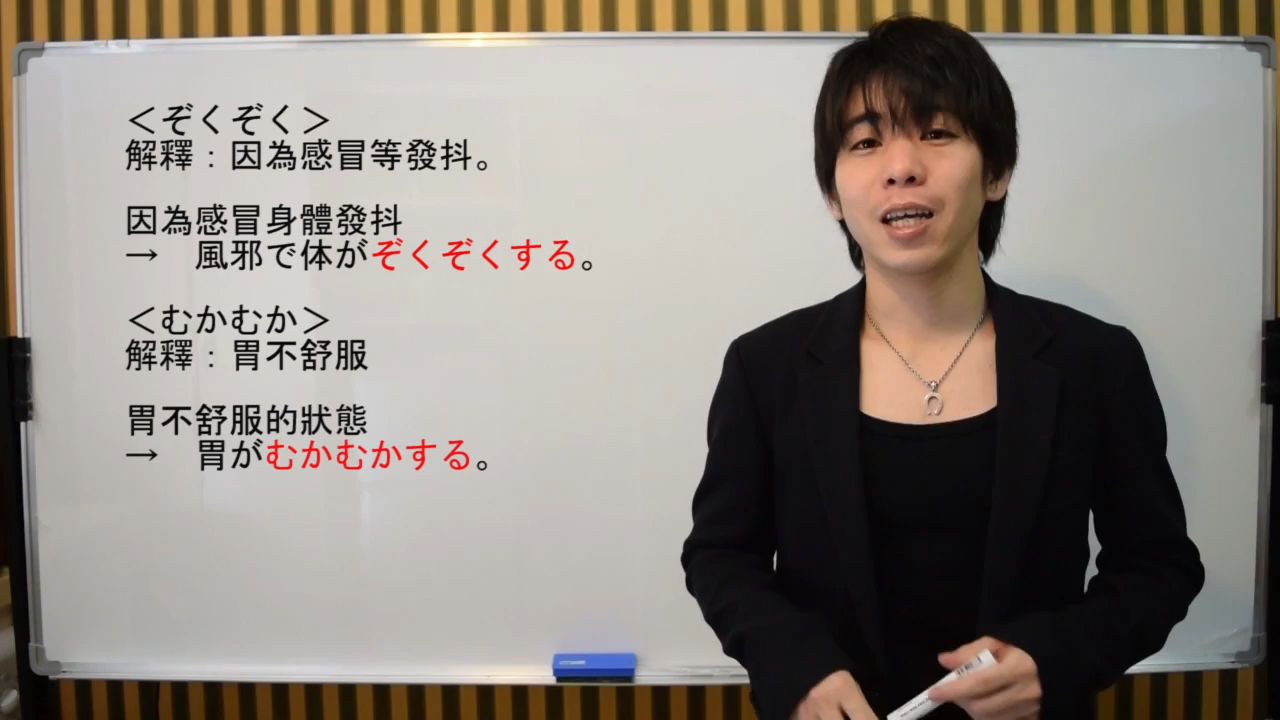 ＜ぞくぞく＞
解釋：因為感冒等發抖。
因為感冒身體發抖
→　風邪で体がぞくぞくする。
＜むかむか＞
解釋：胃不舒服
胃不舒服的狀態
→　胃がむかむかする。